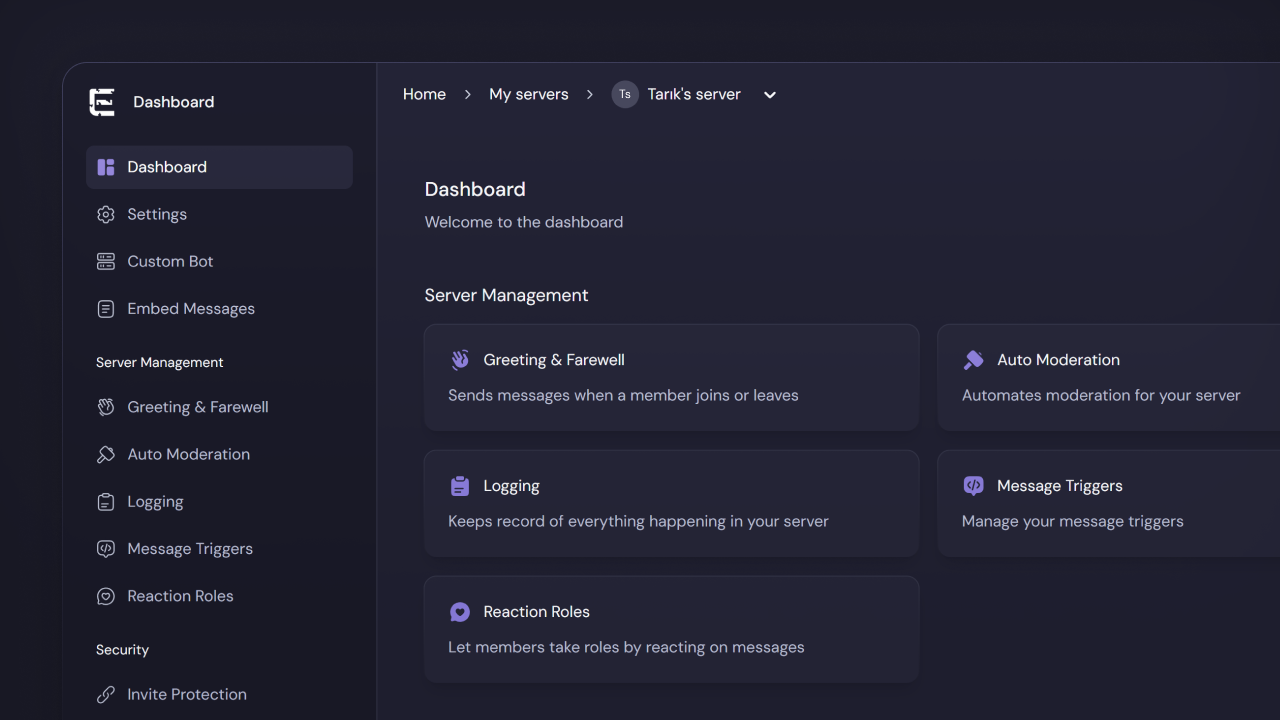 Dashboard
Dashboard
Settings
Custom Bot
Embed Messages
Server Management
Greeting & Farewell
Auto Moderation
Logging
Message Triggers
Reaction Roles
Security
Invite Protection
Home > My servers > Ts Tarık's server
Dashboard
Welcome to the dashboard
Server Management
Greeting & Farewell
Sends messages when a member joins or leaves
Auto Moderation
Automates moderation for your server
Logging
Keeps record of everything happening in your server
Message Triggers
Manage your message triggers
Reaction Roles
Let members take roles by reacting on messages